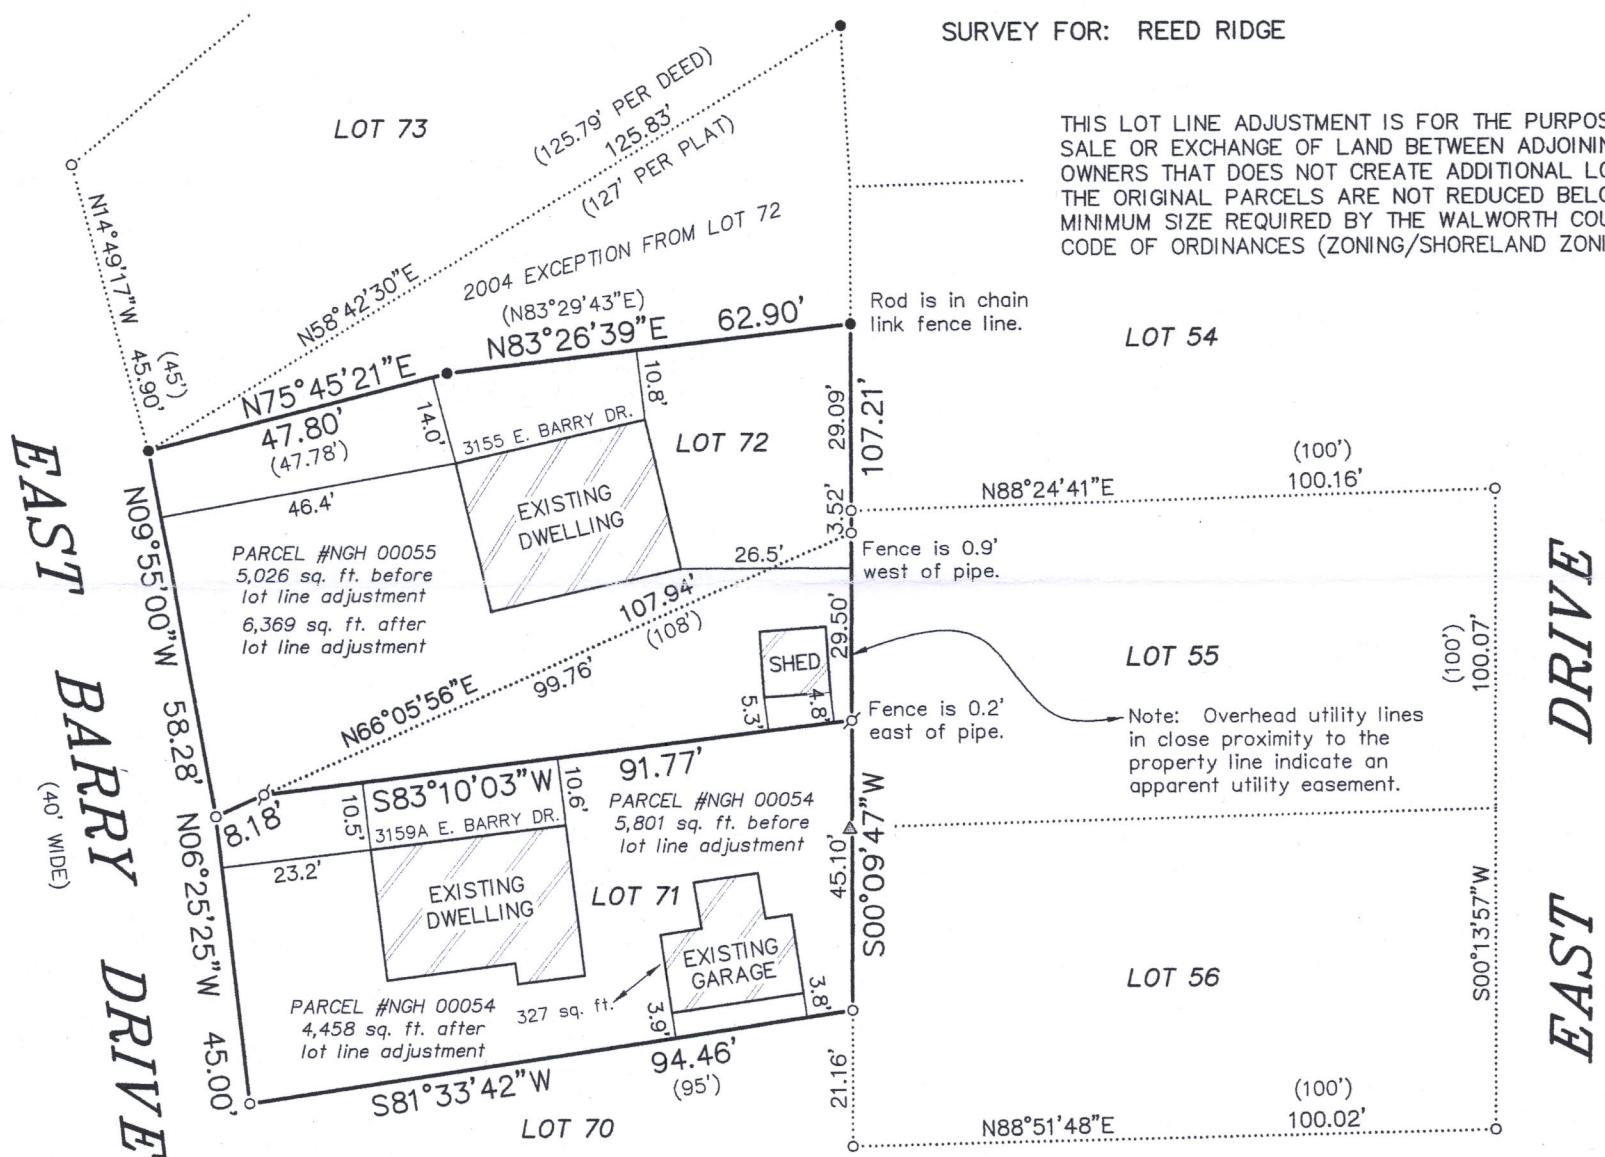 SURVEY FOR: REED RIDGE
THIS LOT LINE ADJUSTMENT IS FOR THE
SALE OR EXCHANGE OF LAND BETWEEN
OWNERS THAT DOES NOT CREATE ADDITIONAL
THE ORIGINAL PARCELS ARE NOT REDUCED
MINIMUM SIZE REQUIRED BY THE WALWORTH
CODE OF ORDINANCES (ZONING/SHORELAND
LOT 73
(125.79' PER DEED)
125.83'
(127' PER PLAT)
N14°49'17"W 45.90'
(45')
N58°42'30"E
2004 EXCEPTION FROM LOT 72
(N83°29'43"E)
N83°26'39"E 62.90'
Rod is in chain
link fence line.
LOT 54
N75°45'21"E
47.80'
(47.78')
14.0'
10.8'
3155 E. BARRY DR.
LOT 72
29.09'
107.21'
46.4'
EXISTING
DWELLING
(100')
N88°24'41"E 100.16'
3.52'
N09°55'00"W 58.28'
PARCEL #NGH 00055
5,026 sq. ft. before
lot line adjustment
6,369 sq. ft. after
lot line adjustment
26.5'
Fence is 0.9'
west of pipe.
107.94'
(108')
99.76'
N66°05'56"E
29.50'
SHED
5.3'
4.8'
LOT 55
(100')
100.07'
Fence is 0.2'
east of pipe.
Note: Overhead utility lines
in close proximity to the
property line indicate an
apparent utility easement.
8.18'
S83°10'03"W
91.77'
10.5'
10.6'
3159A E. BARRY DR.
PARCEL #NGH 00054
5,801 sq. ft. before
lot line adjustment
23.2'
EXISTING
DWELLING
LOT 71
45.10'
S00°09'47"W
N06°25'25"W 45.00'
EXISTING
GARAGE
327 sq. ft.
3.9'
3.8'
PARCEL #NGH 00054
4,458 sq. ft. after
lot line adjustment
LOT 56
S00°13'57"W
S81°33'42"W
94.46'
(95')
21.16'
LOT 70
(100')
N88°51'48"E 100.02'
EAST BARRY DRIVE
(40' WIDE)
EAST DRIVE